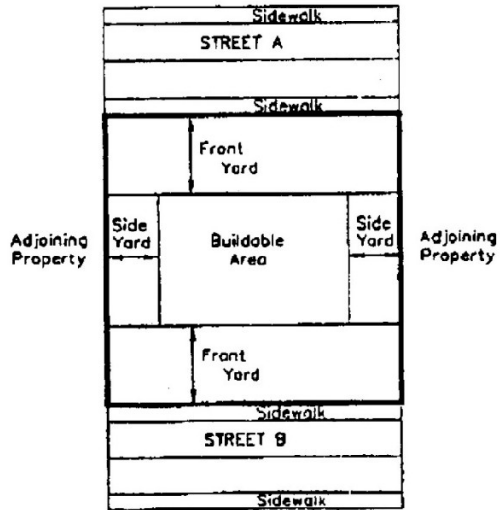 Sidewalk
STREET A
Sidewalk
Front
Yard
Side
Yard
Buildable
Area
Side
Yard
Adjoining
Property
Adjoining
Property
Front
Yard
Sidewalk
STREET B
Sidewalk